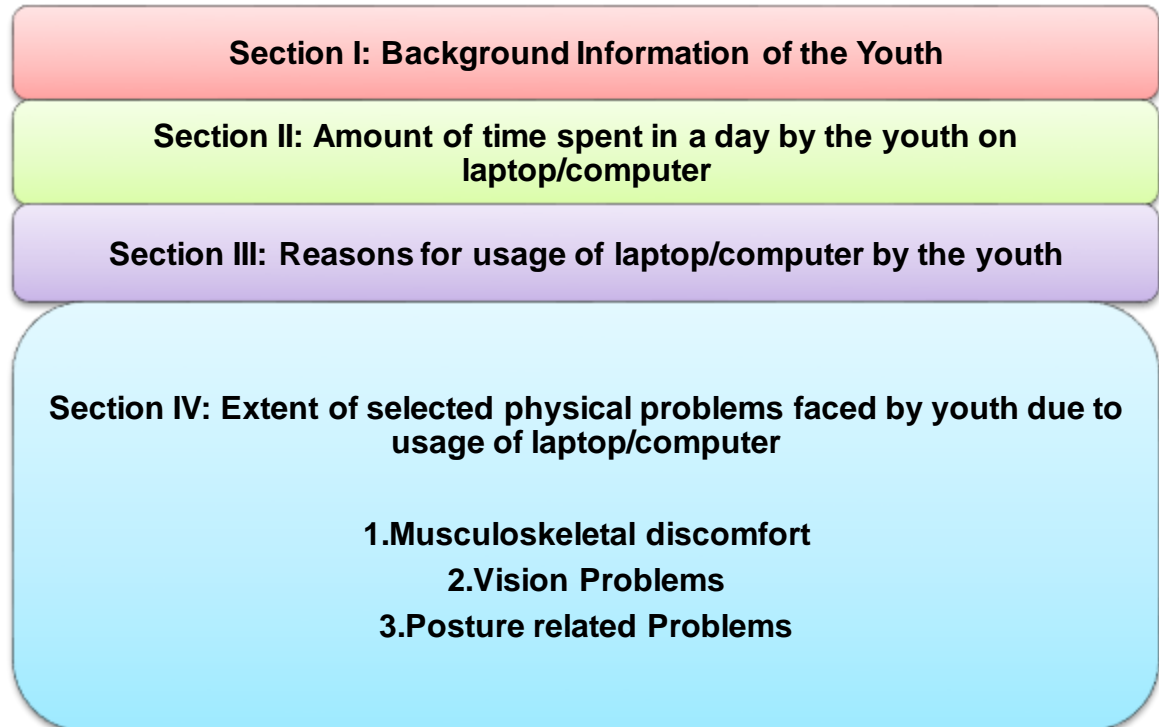 Section I: Background Information of the Youth
Section II: Amount of time spent in a day by the youth on
laptop/computer
Section III: Reasons for usage of laptop/computer by the youth
Section IV: Extent of selected physical problems faced by youth due to
usage of laptop/computer
1.Musculoskeletal discomfort
2.Vision Problems
3.Posture related Problems